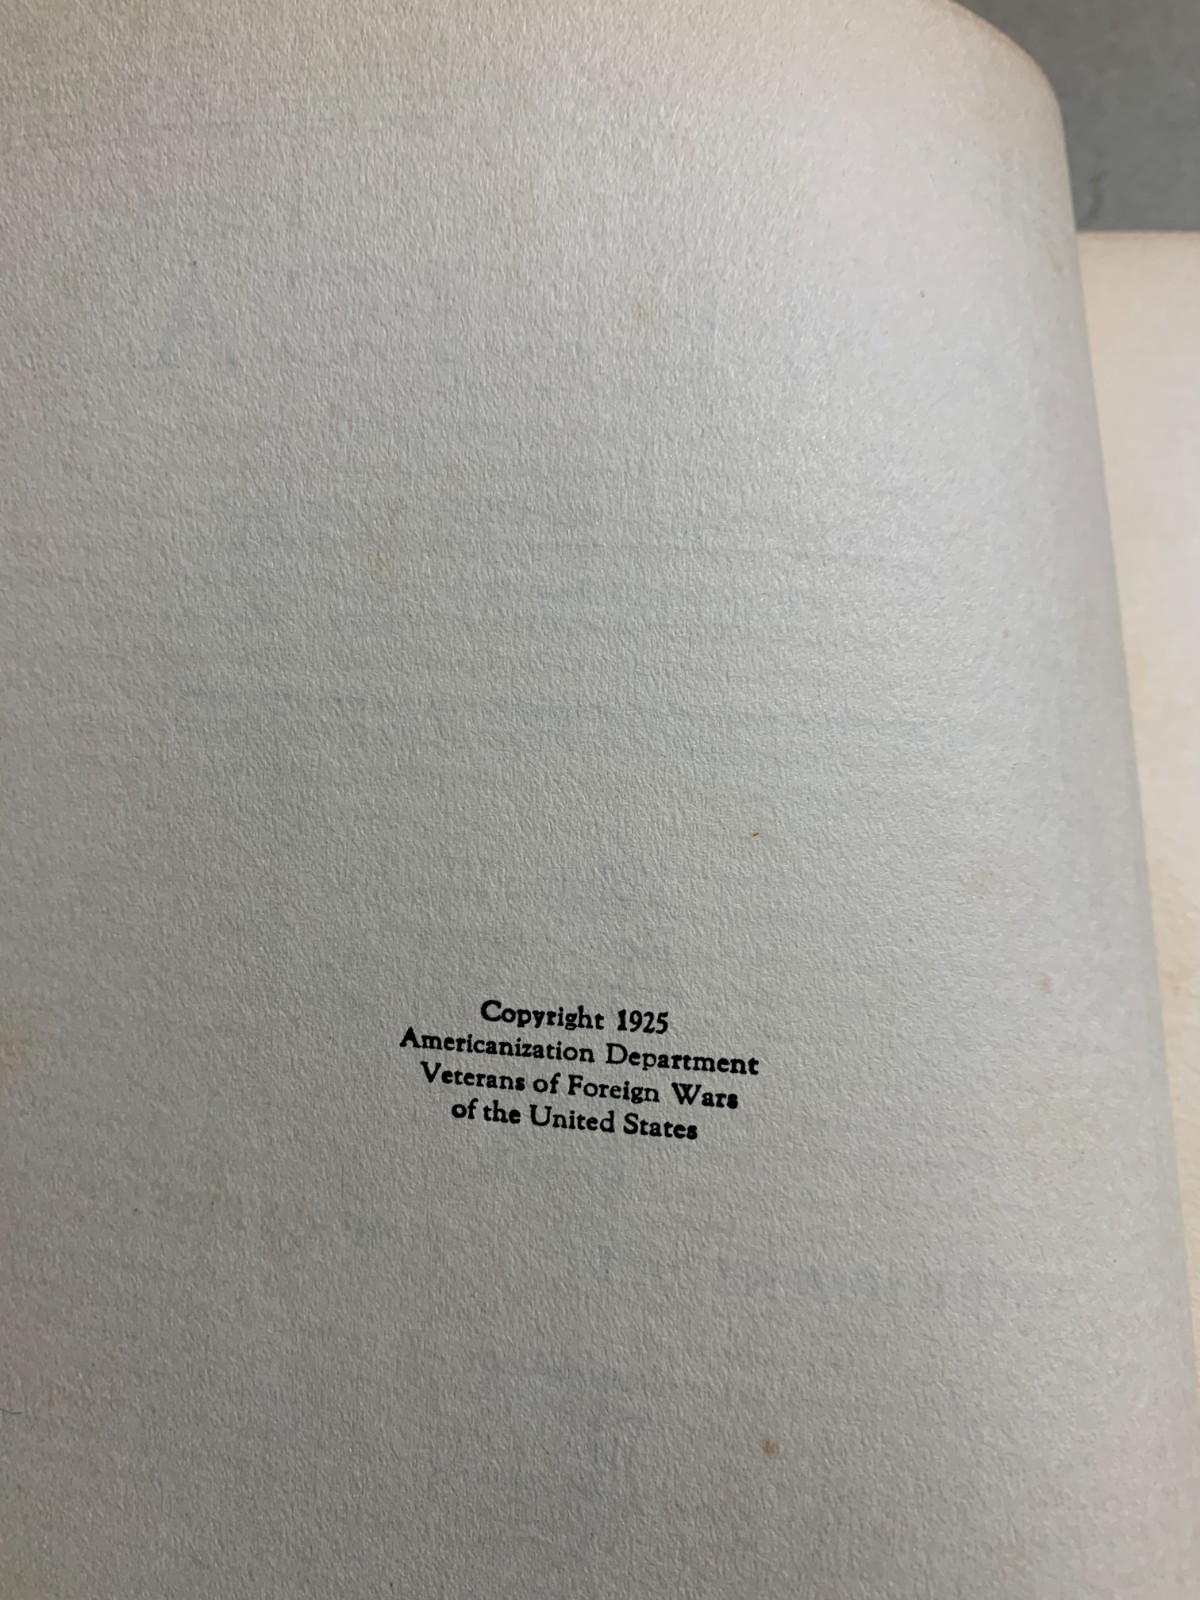 Copyright 1925
Americanization Department
Veterans of Foreign Wars
of the United States